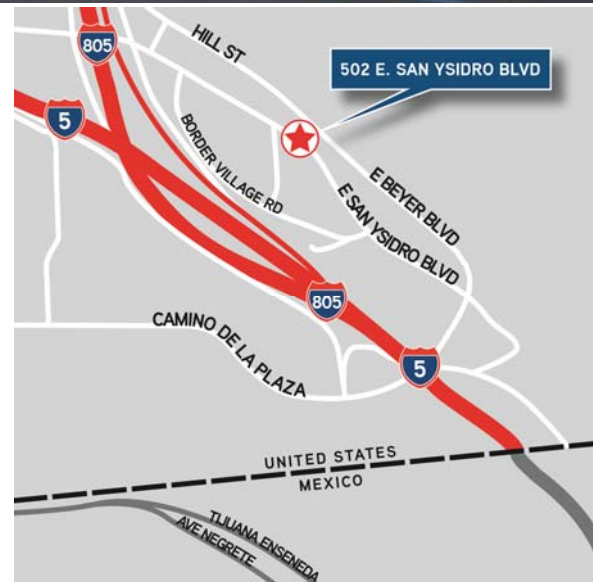 805
HILL ST
502 E. SAN YSIDRO BLVD
5
BORDER VILLAGE RD
E BEYER BLVD
E SAN YSIDRO BLVD
805
CAMINO DE LA PLAZA
5
UNITED STATES
MEXICO
TIJUANA ENSENEDA
AVE NEGRETE